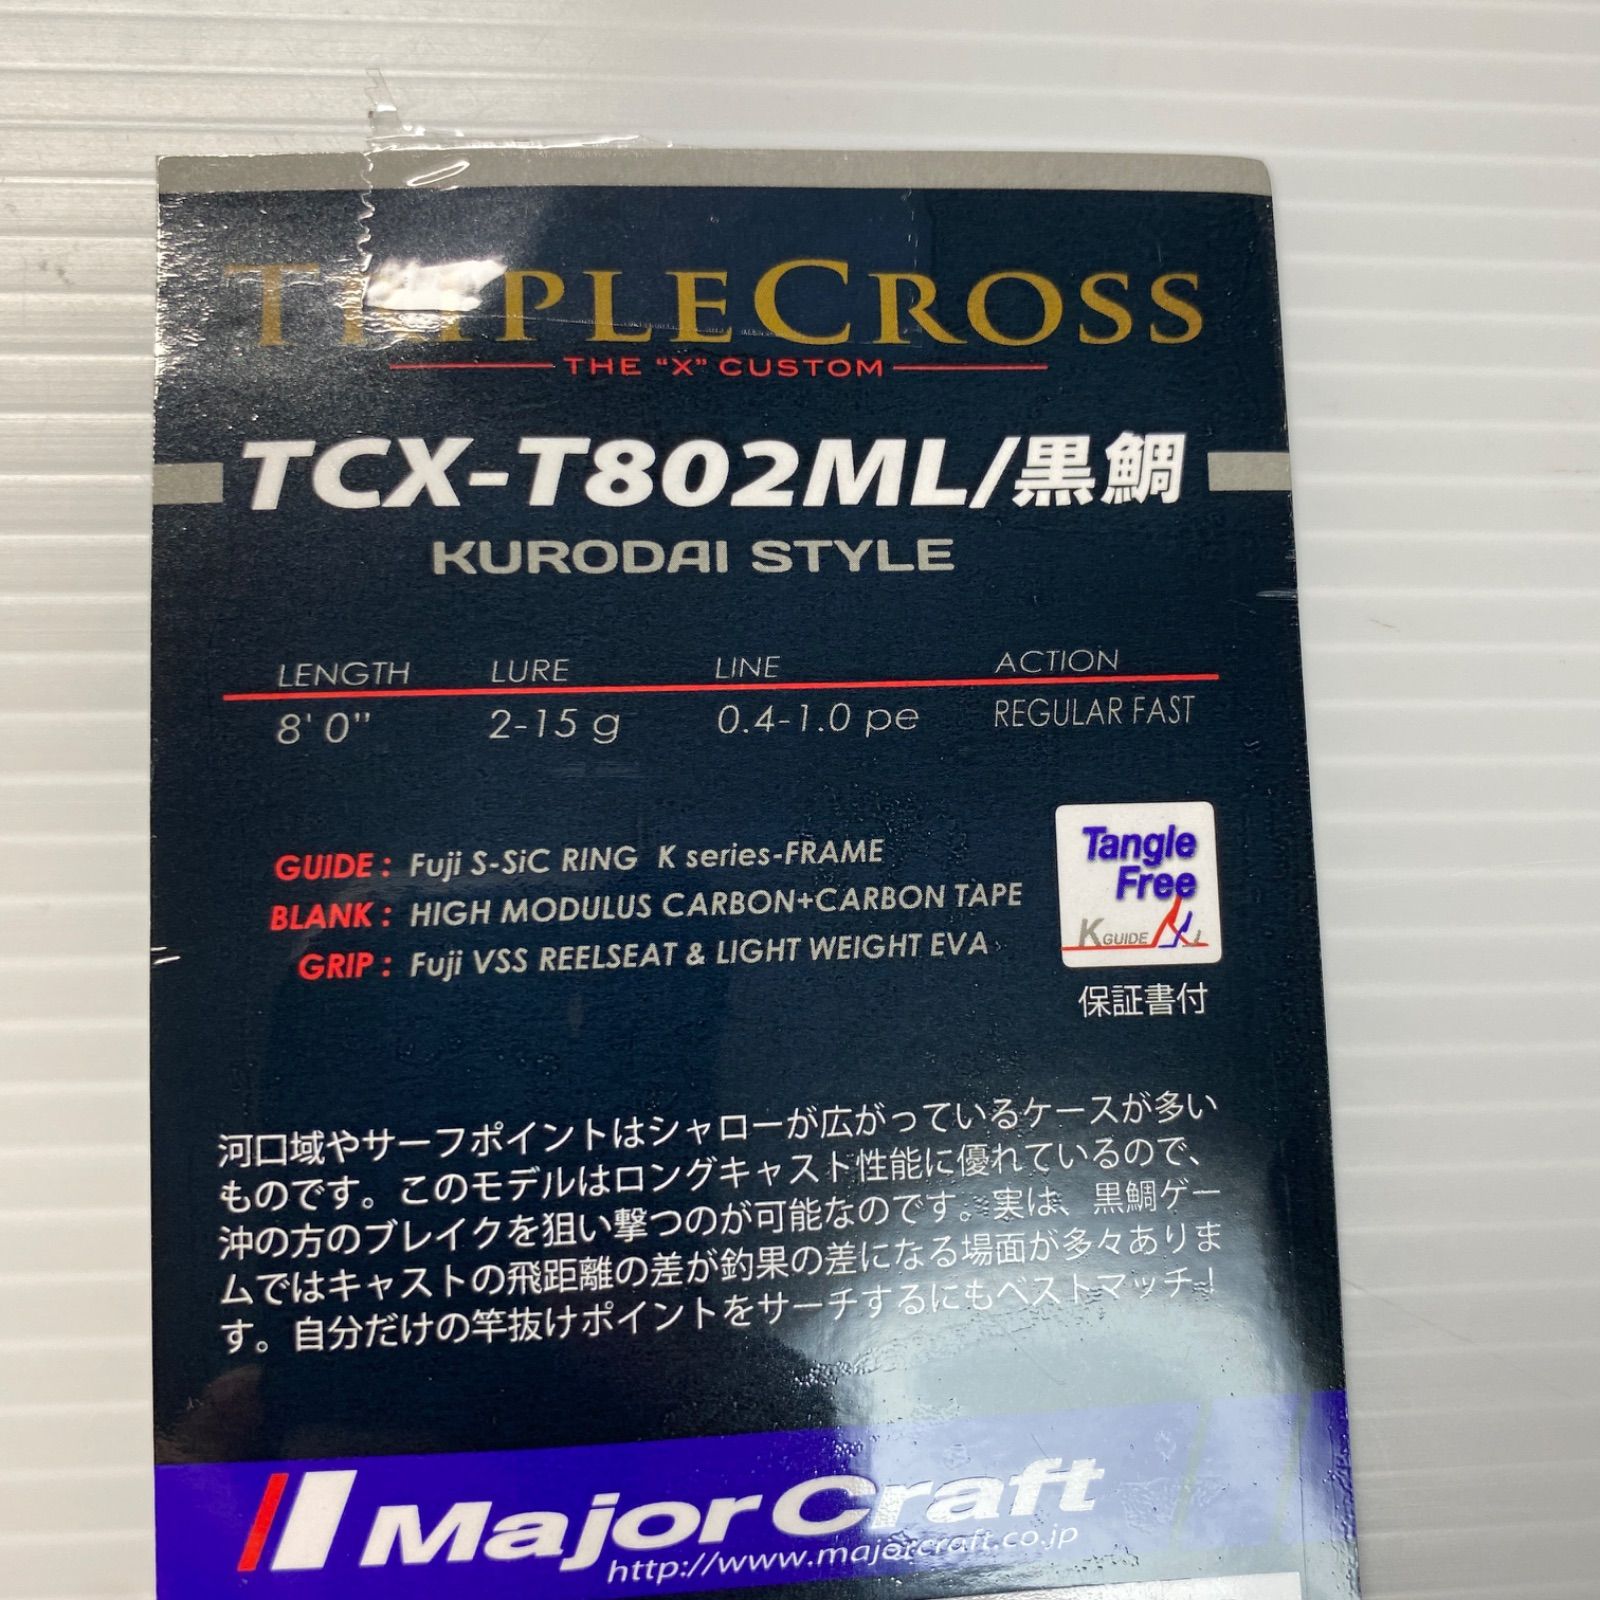 TRIPLECROSS
THE "X" CUSTOM
TCX-T802ML/黒鯛
KURODAI STYLE
LENGTH LURE LINE ACTION
8' 0" 2-15 g 0.4-1.0 pe REGULAR FAST
GUIDE : Fuji S-SiC RING K series-FRAME
BLANK : HIGH MODULUS CARBON+CARBON TAPE
GRIP : Fuji VSS REELSEAT & LIGHT WEIGHT EVA
Tangle
Free
K GUIDE
保証書付
河口域やサーフポイントはシャローが広がっているケースが多い
ものです。このモデルはロングキャスト性能に優れているので、
沖の方のブレイクを狙い撃つのが可能なのです。実は、黒鯛ゲー
ムではキャストの飛距離の差が釣果の差になる場面が多々ありま
す。自分だけの竿抜けポイントをサーチするにもベストマッチ！
Major Craft
http://www.majorcraft.co.jp